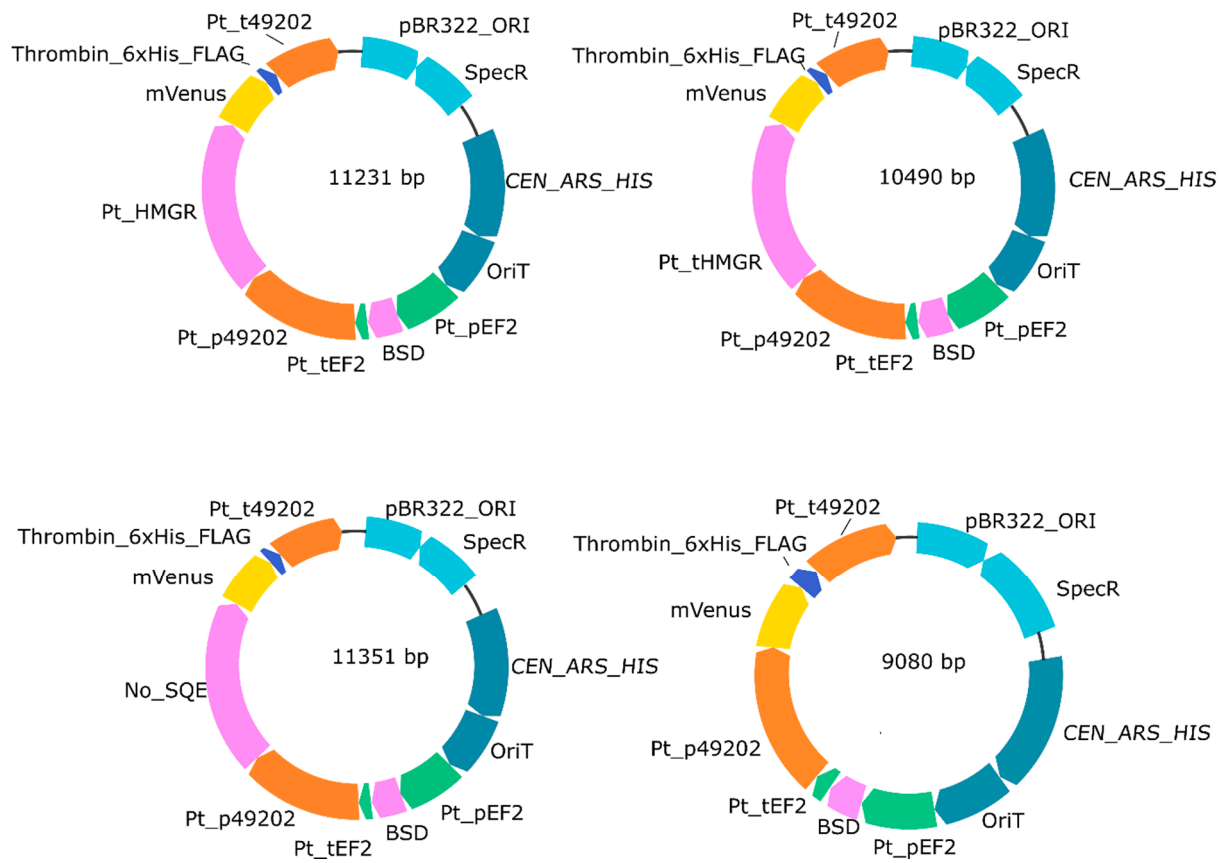 Pt_t49202
pBR322_ORI
Thrombin_6xHis_FLAG
SpecR
mVenus
11231 bp
CEN_ARS_HIS
Pt_HMGR
OriT
Pt_p49202
Pt_pEF2
BSD
Pt_tEF2
Pt_t49202
pBR322_ORI
Thrombin_6xHis_FLAG
SpecR
mVenus
10490 bp
CEN_ARS_HIS
Pt_tHMGR
OriT
Pt_p49202
Pt_pEF2
BSD
Pt_tEF2
Pt_t49202
pBR322_ORI
Thrombin_6xHis_FLAG
SpecR
mVenus
11351 bp
CEN_ARS_HIS
No_SQE
OriT
Pt_p49202
Pt_pEF2
BSD
Pt_tEF2
Pt_t49202
pBR322_ORI
Thrombin_6xHis_FLAG
SpecR
mVenus
9080 bp
CEN_ARS_HIS
Pt_p49202
Pt_tEF2
BSD
OriT
Pt_pEF2